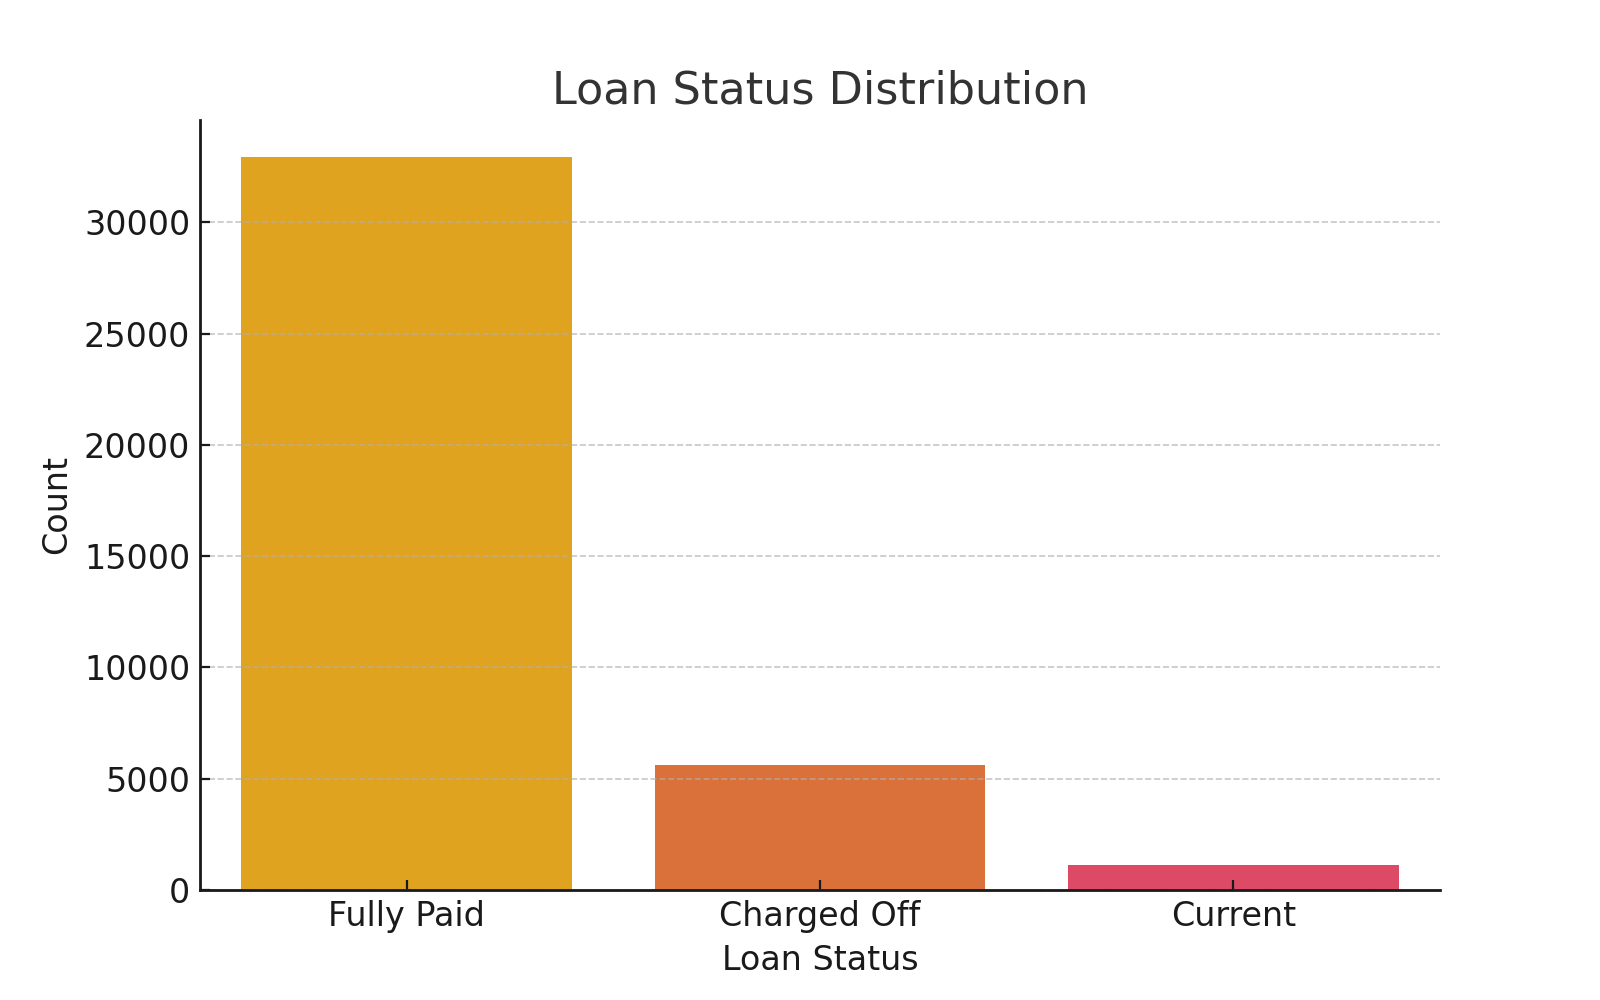 Loan Status Distribution
30000
25000
20000
15000
10000
5000
0
Count
Fully Paid
Charged Off
Current
Loan Status